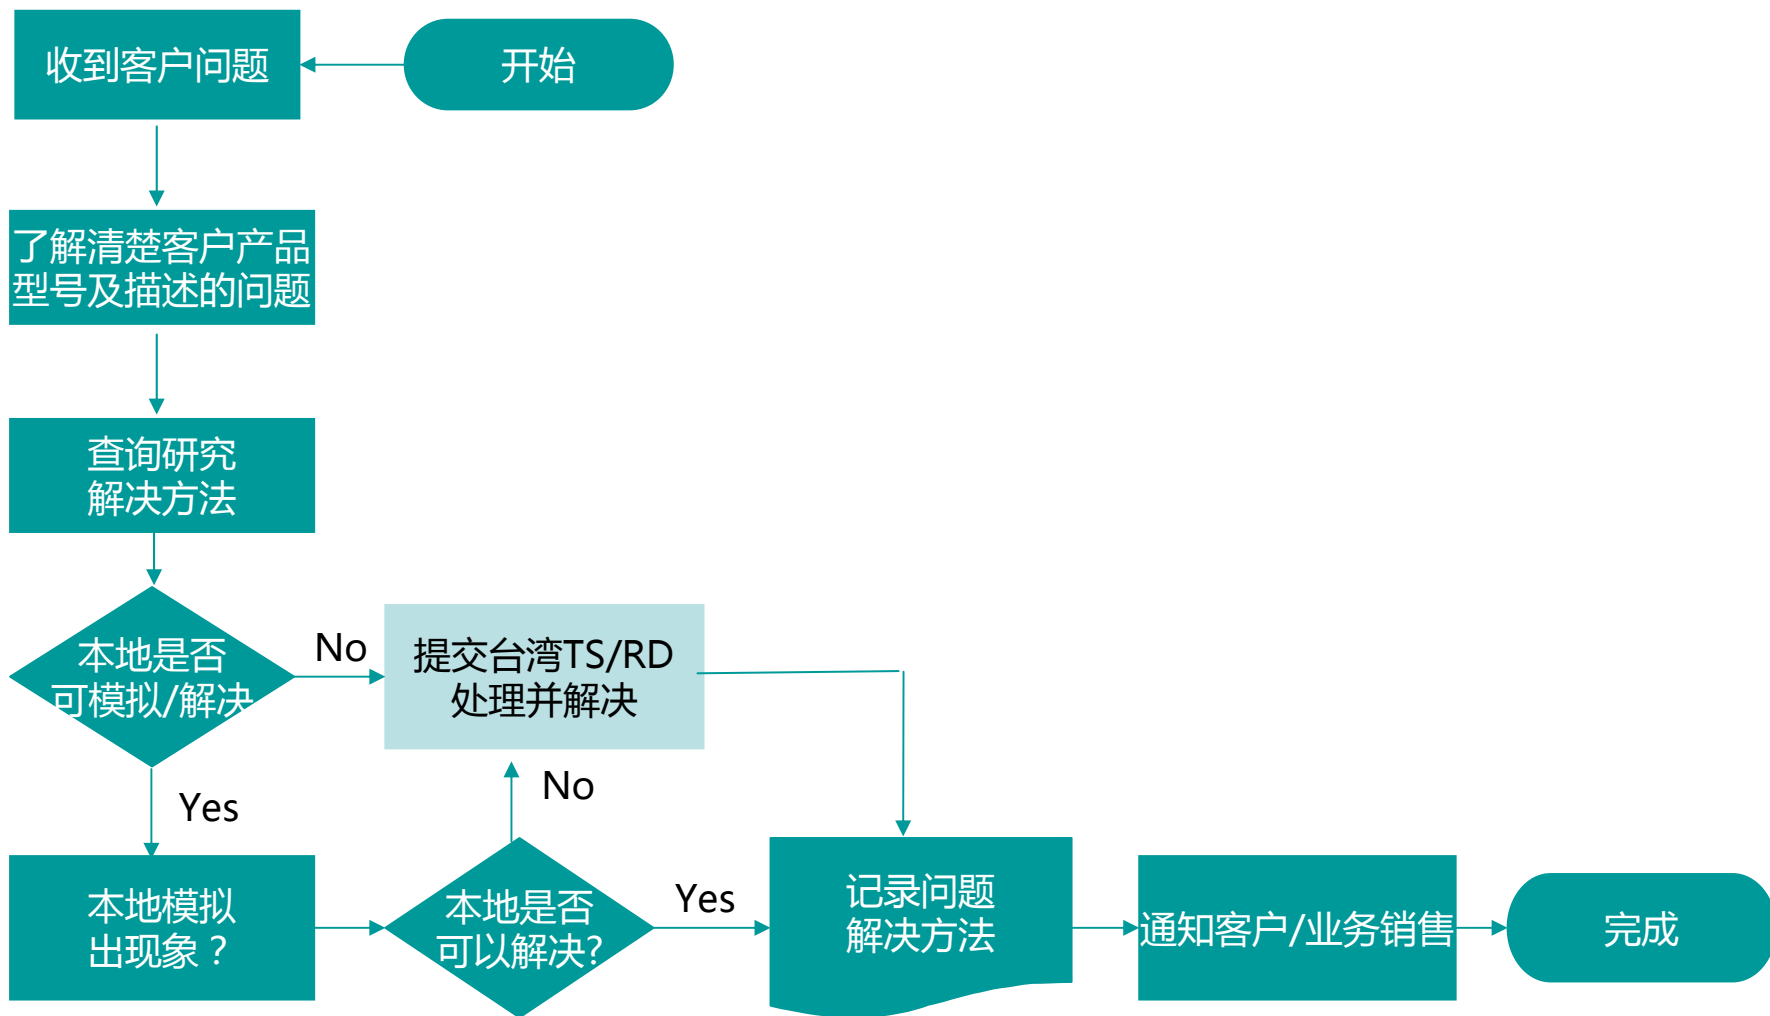 收到客户问题
开始
了解清楚客户产品
型号及描述的问题
查询研究
解决方法
本地是否
可模拟/解决
No
提交台湾TS/RD
处理并解决
Yes
No
本地模拟
出现象？
本地是否
可以解决?
Yes
记录问题
解决方法
通知客户/业务销售
完成